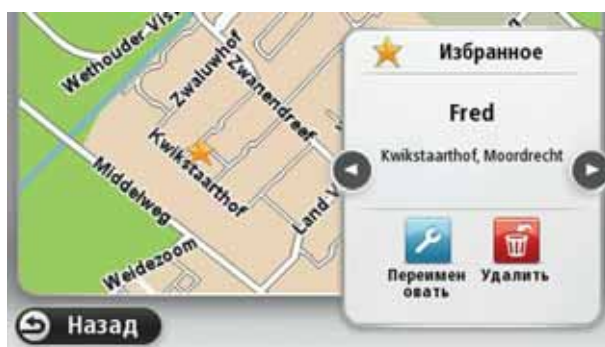 Wethouder Vis
Zwaluwhof
Zwanendreef
Kwikstaarthof
Middelweg
Weidezoom
Land V
Избранное
Fred
Kwikstaarthof, Moordrecht
Переимен
овать
Удалить
Назад